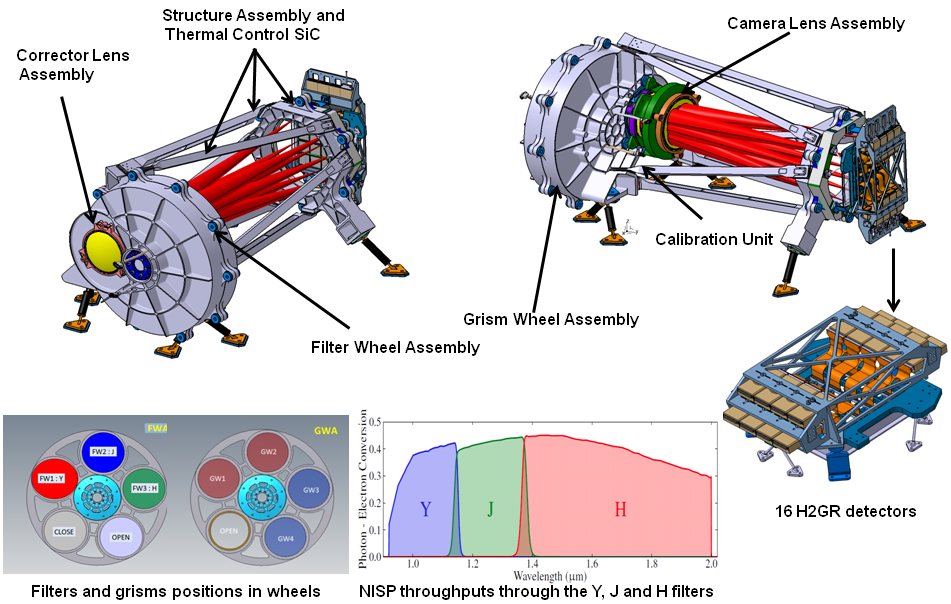 Structure Assembly and
Thermal Control SiC
Corrector Lens
Assembly
Camera Lens Assembly
Calibration Unit
Grism Wheel Assembly
Filter Wheel Assembly
16 H2GR detectors
FWA
FW2 : J
FW1 : Y
FW3 : H
CLOSE
OPEN
GWA
GW2
GW1
GW3
OPEN
GW4
Filters and grisms positions in wheels
Photon - Electron Conversion
0.5
0.4
0.3
0.2
0.1
0.0
Y
J
H
1.0
1.2
1.4
1.6
1.8
2.0
Wavelength (μm)
NISP throughputs through the Y, J and H filters